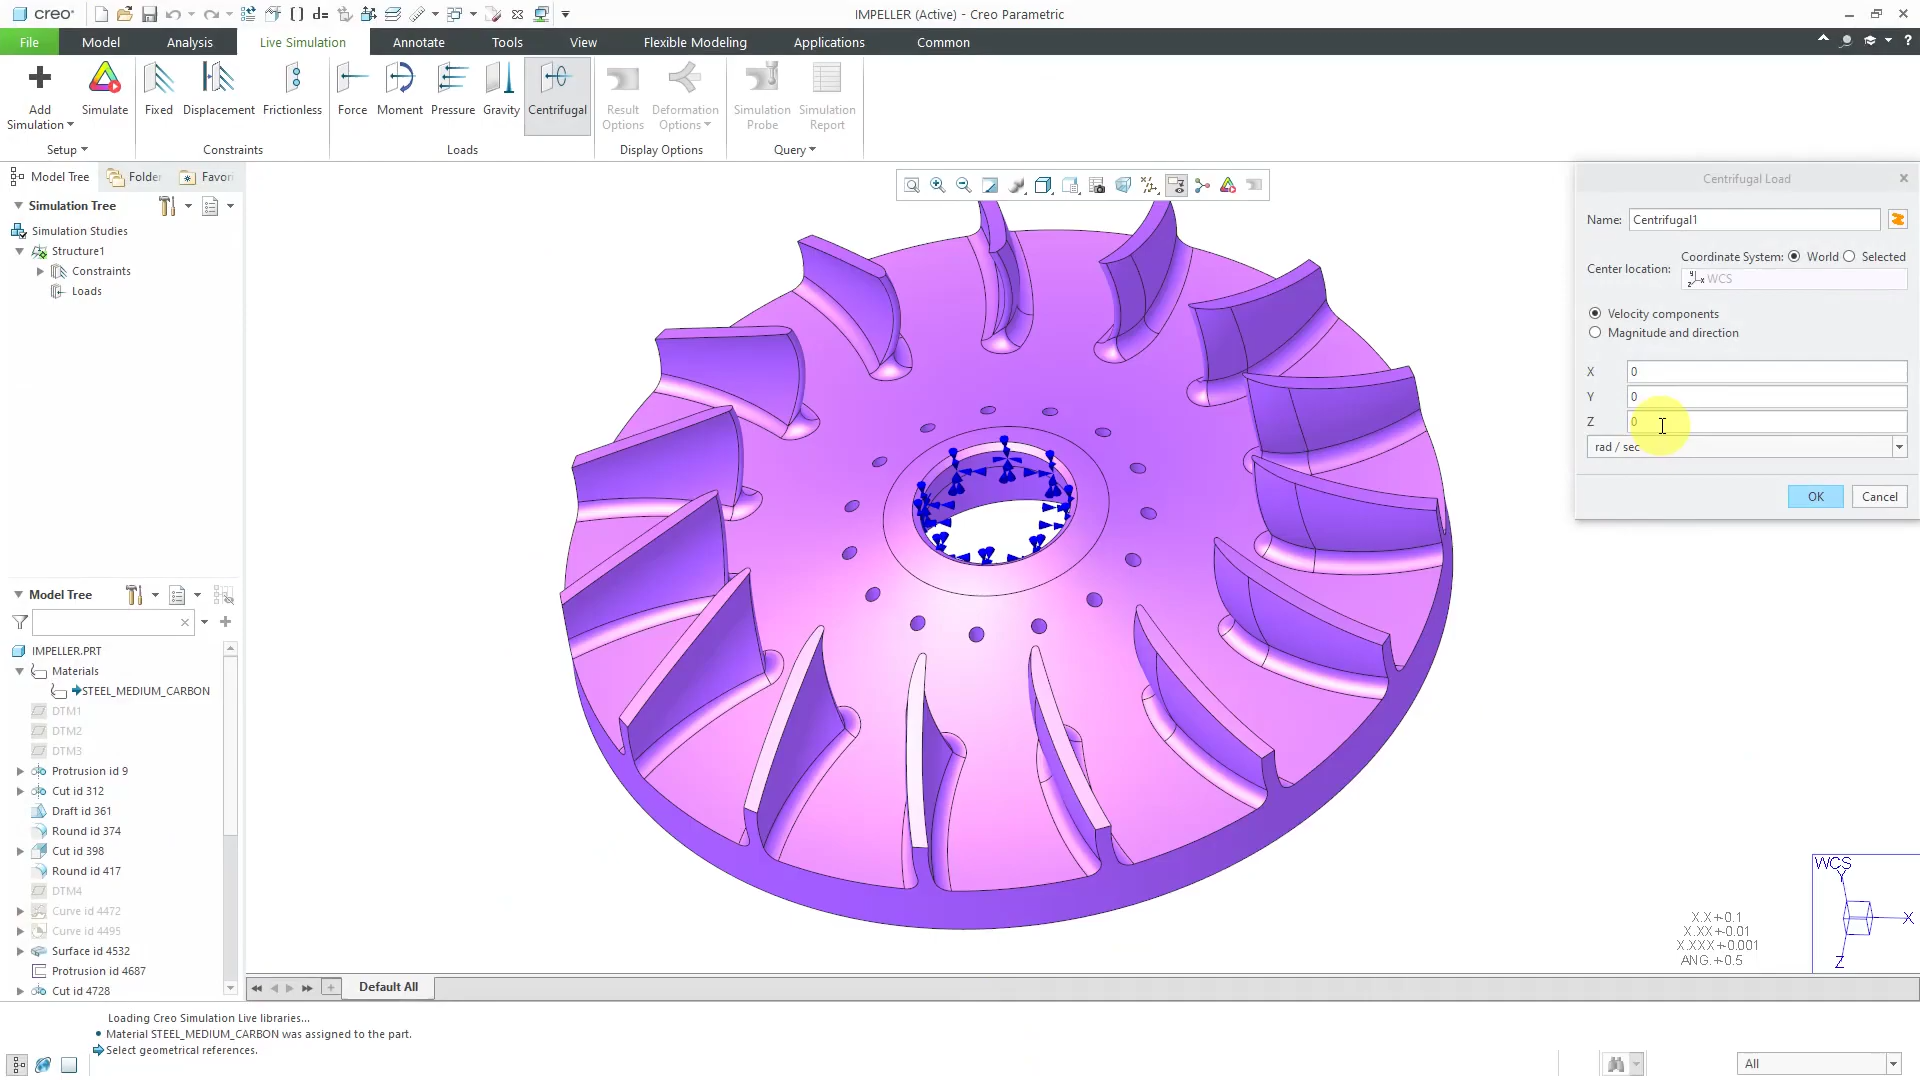 creo
IMPELLER (Active) - Creo Parametric
File
Model
Analysis
Live Simulation
Annotate
Tools
View
Flexible Modeling
Applications
Common
Add
Simulation
Simulate
Fixed
Displacement
Frictionless
Force
Moment
Pressure
Gravity
Centrifugal
Result
Options
Deformation
Options
Simulation
Probe
Simulation
Report
Setup
Constraints
Loads
Display Options
Query
Model Tree
Folder
Favori
Simulation Tree
Simulation Studies
Structure1
Constraints
Loads
Model Tree
IMPELLER.PRT
Materials
STEEL_MEDIUM_CARBON
DTM1
DTM2
DTM3
Protrusion id 9
Cut id 312
Draft id 361
Round id 374
Cut id 398
Round id 417
DTM4
Curve id 4472
Curve id 4495
Surface id 4532
Protrusion id 4687
Cut id 4728
Centrifugal Load
Name: Centrifugal1
Coordinate System: World Selected
Center location:
WCS
Velocity components
Magnitude and direction
X 0
Y 0
Z 0
rad / sec
OK
Cancel
WCS
Y
X
Z
X.X+-0.1
X.XX+-0.01
X.XXX+-0.001
ANG.+-0.5
Default All
Loading Creo Simulation Live libraries...
• Material STEEL_MEDIUM_CARBON was assigned to the part.
Select geometrical references.
All